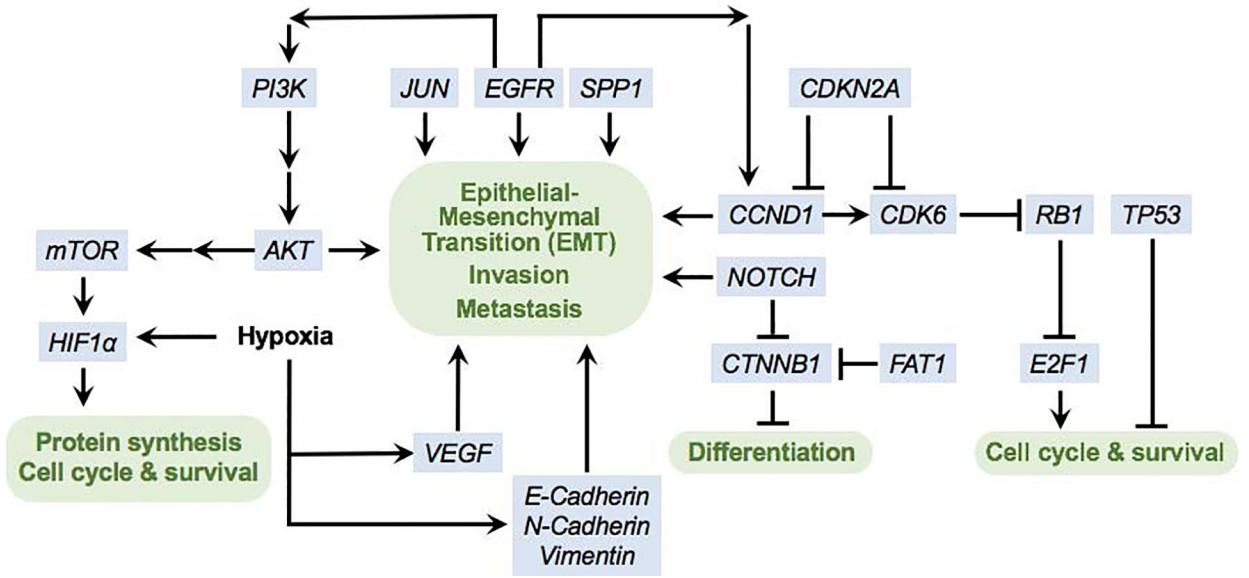 PI3K
JUN
EGFR
SPP1
CDKN2A
Epithelial-
Mesenchymal
Transition (EMT)
Invasion
Metastasis
CCND1
CDK6
RB1
TP53
mTOR
AKT
NOTCH
HIF1α
Hypoxia
CTNNB1
FAT1
E2F1
Protein synthesis
Cell cycle & survival
VEGF
Differentiation
Cell cycle & survival
E-Cadherin
N-Cadherin
Vimentin